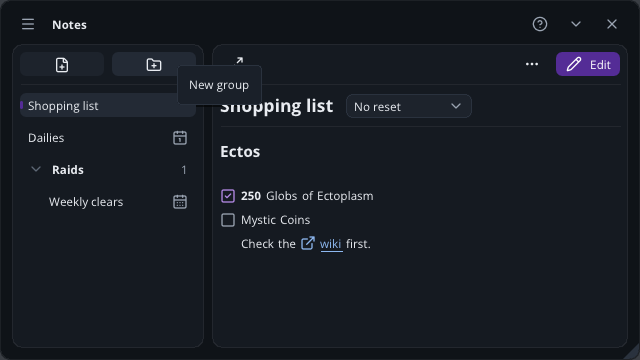 Notes
New group
Edit
Shopping list
Dailies
Raids 1
Weekly clears
Shopping list
No reset
Ectos
250 Globs of Ectoplasm
Mystic Coins
Check the wiki first.